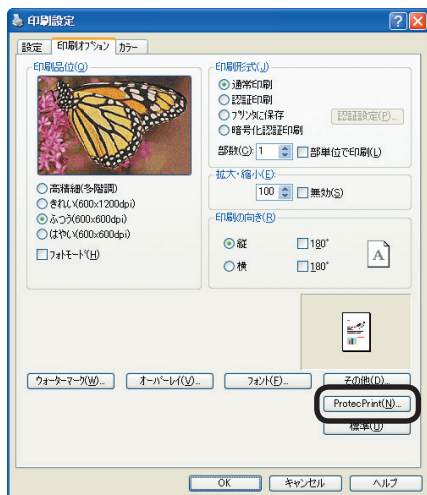 印刷設定
設定 印刷オプション カラー
印刷品位(Q)
高精細(多階調)
きれい(600x1200dpi)
ふつう(600x600dpi)
はやい(600x600dpi)
フォトモード(H)
印刷形式(J)
通常印刷
認証印刷
プリンタに保存
認証設定(P)...
暗号化認証印刷
部数(C): 1 部単位で印刷(L)
拡大・縮小(E):
100 無効(S)
印刷の向き(R)
縦 180°
横 180°
A
ウォーターマーク(W)... オーバーレイ(V)... フォント(F)... その他(D)...
ProtecPrint(N)...
標準(U)
OK キャンセル ヘルプ